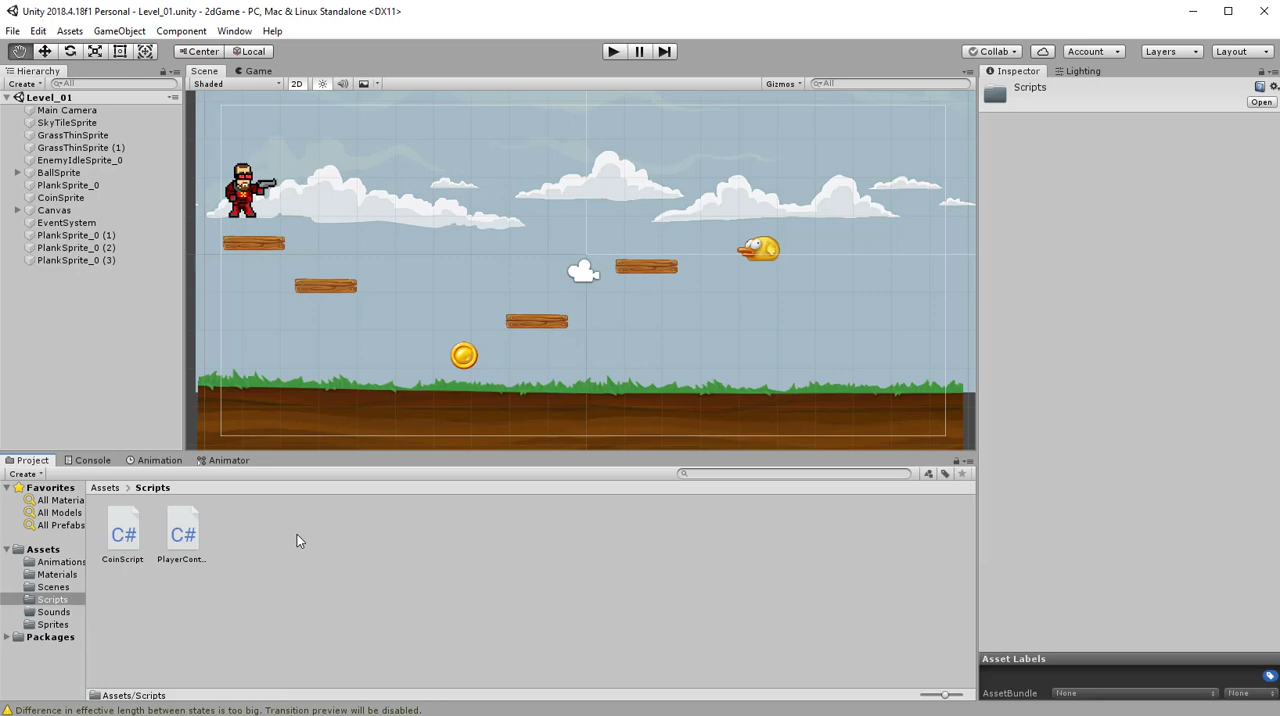 Unity 2018.4.18f1 Personal - Level_01.unity - 2dGame - PC, Mac & Linux Standalone <DX11>
File Edit Assets GameObject Component Window Help
Center Local Collab Account Layers Layout
Hierarchy Scene Game Inspector Lighting
Create All Shaded 2D Gizmos All Scripts
Open
Level_01
Main Camera
SkyTileSprite
GrassThinSprite
GrassThinSprite (1)
EnemyIdleSprite_0
BallSprite
PlankSprite_0
CoinSprite
Canvas
EventSystem
PlankSprite_0 (1)
PlankSprite_0 (2)
PlankSprite_0 (3)
Project Console Animation Animator
Create
Favorites Assets Scripts
All Materia
All Models
All Prefabs
C# C#
CoinScript PlayerCont...
Assets
Animations
Materials
Scenes
Scripts
Sounds
Sprites
Packages
Asset Labels
Assets/Scripts AssetBundle None None
Difference in effective length between states is too big. Transition preview will be disabled.